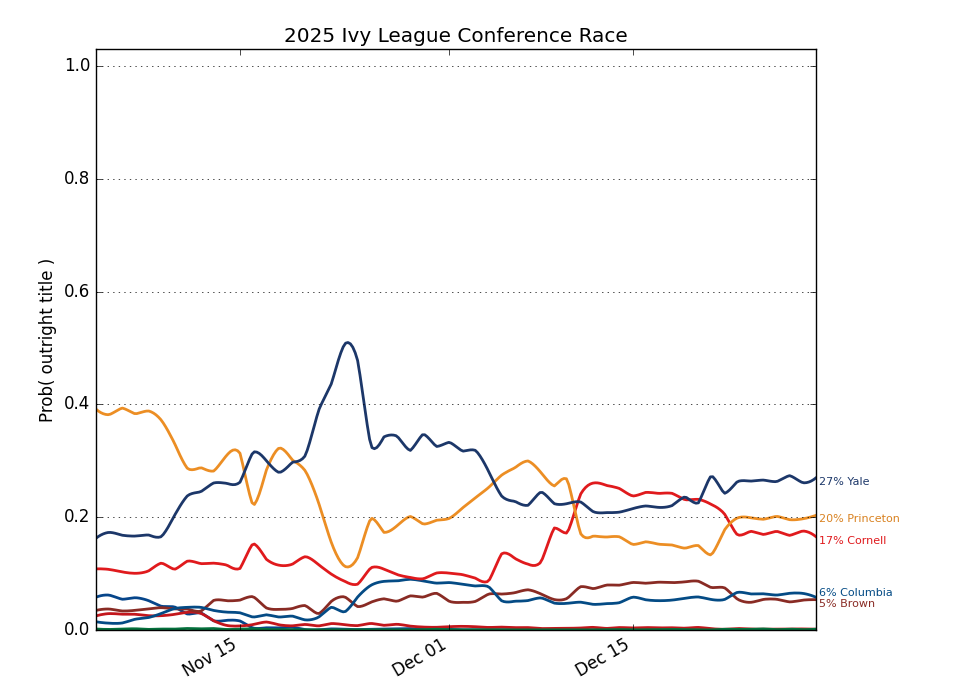 2025 Ivy League Conference Race
Prob( outright title )
1.0
0.8
0.6
0.4
0.2
0.0
Nov 15
Dec 01
Dec 15
27% Yale
20% Princeton
17% Cornell
6% Columbia
5% Brown